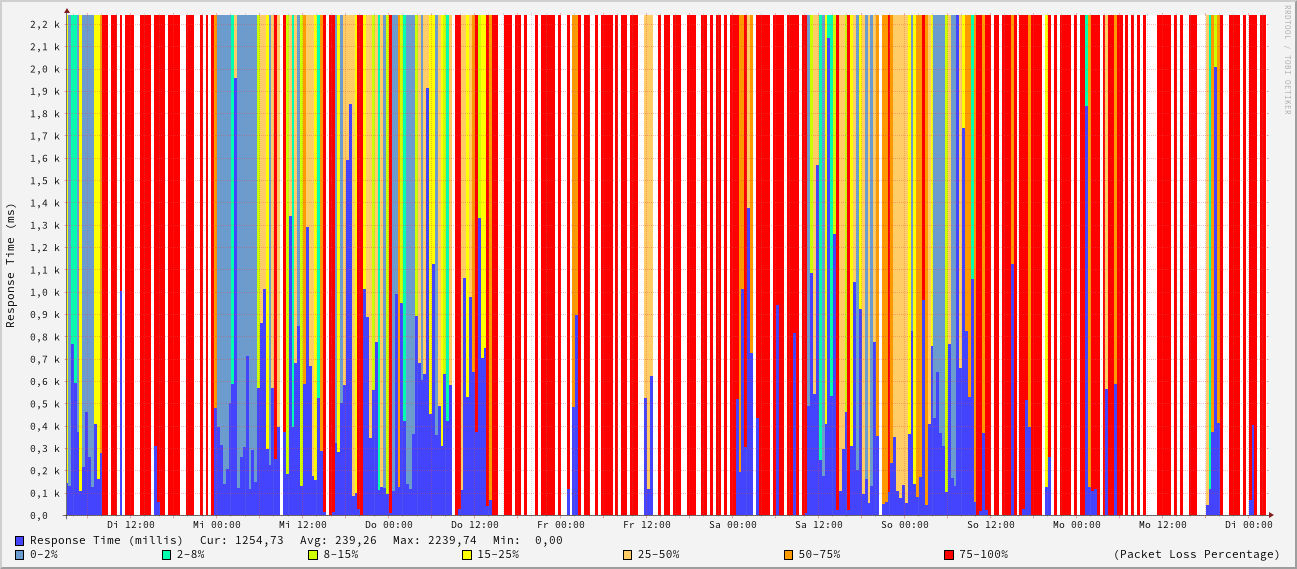 RRDTOOL / TOBI OETIKER
Response Time (ms)
2,2 k
2,1 k
2,0 k
1,9 k
1,8 k
1,7 k
1,6 k
1,5 k
1,4 k
1,3 k
1,2 k
1,1 k
1,0 k
0,9 k
0,8 k
0,7 k
0,6 k
0,5 k
0,4 k
0,3 k
0,2 k
0,1 k
0,0
Di 12:00 Mi 00:00 Mi 12:00 Do 00:00 Do 12:00 Fr 00:00 Fr 12:00 Sa 00:00 Sa 12:00 So 00:00 So 12:00 Mo 00:00 Mo 12:00 Di 00:00
Response Time (millis) Cur: 1254,73 Avg: 239,26 Max: 2239,74 Min: 0,00
0-2% 2-8% 8-15% 15-25% 25-50% 50-75% 75-100% (Packet Loss Percentage)